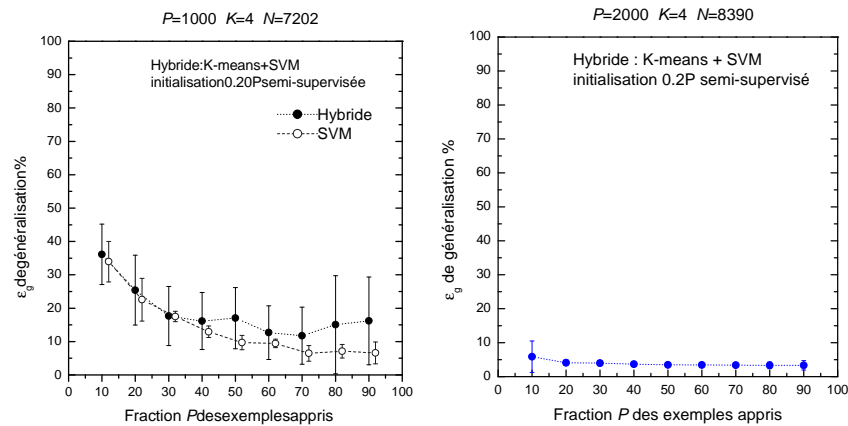 P=1000 K=4 N=7202
Hybride:K-means+SVM
initialisation0.20Psemi-supervisée
Hybride
SVM
εg degénéralisation%
100
90
80
70
60
50
40
30
20
10
0
0 10 20 30 40 50 60 70 80 90 100
Fraction Pdesexemplesappris
P=2000 K=4 N=8390
Hybride : K-means + SVM
initialisation 0.2P semi-supervisé
εg de généralisation %
100
90
80
70
60
50
40
30
20
10
0
0 10 20 30 40 50 60 70 80 90 100
Fraction P des exemples appris